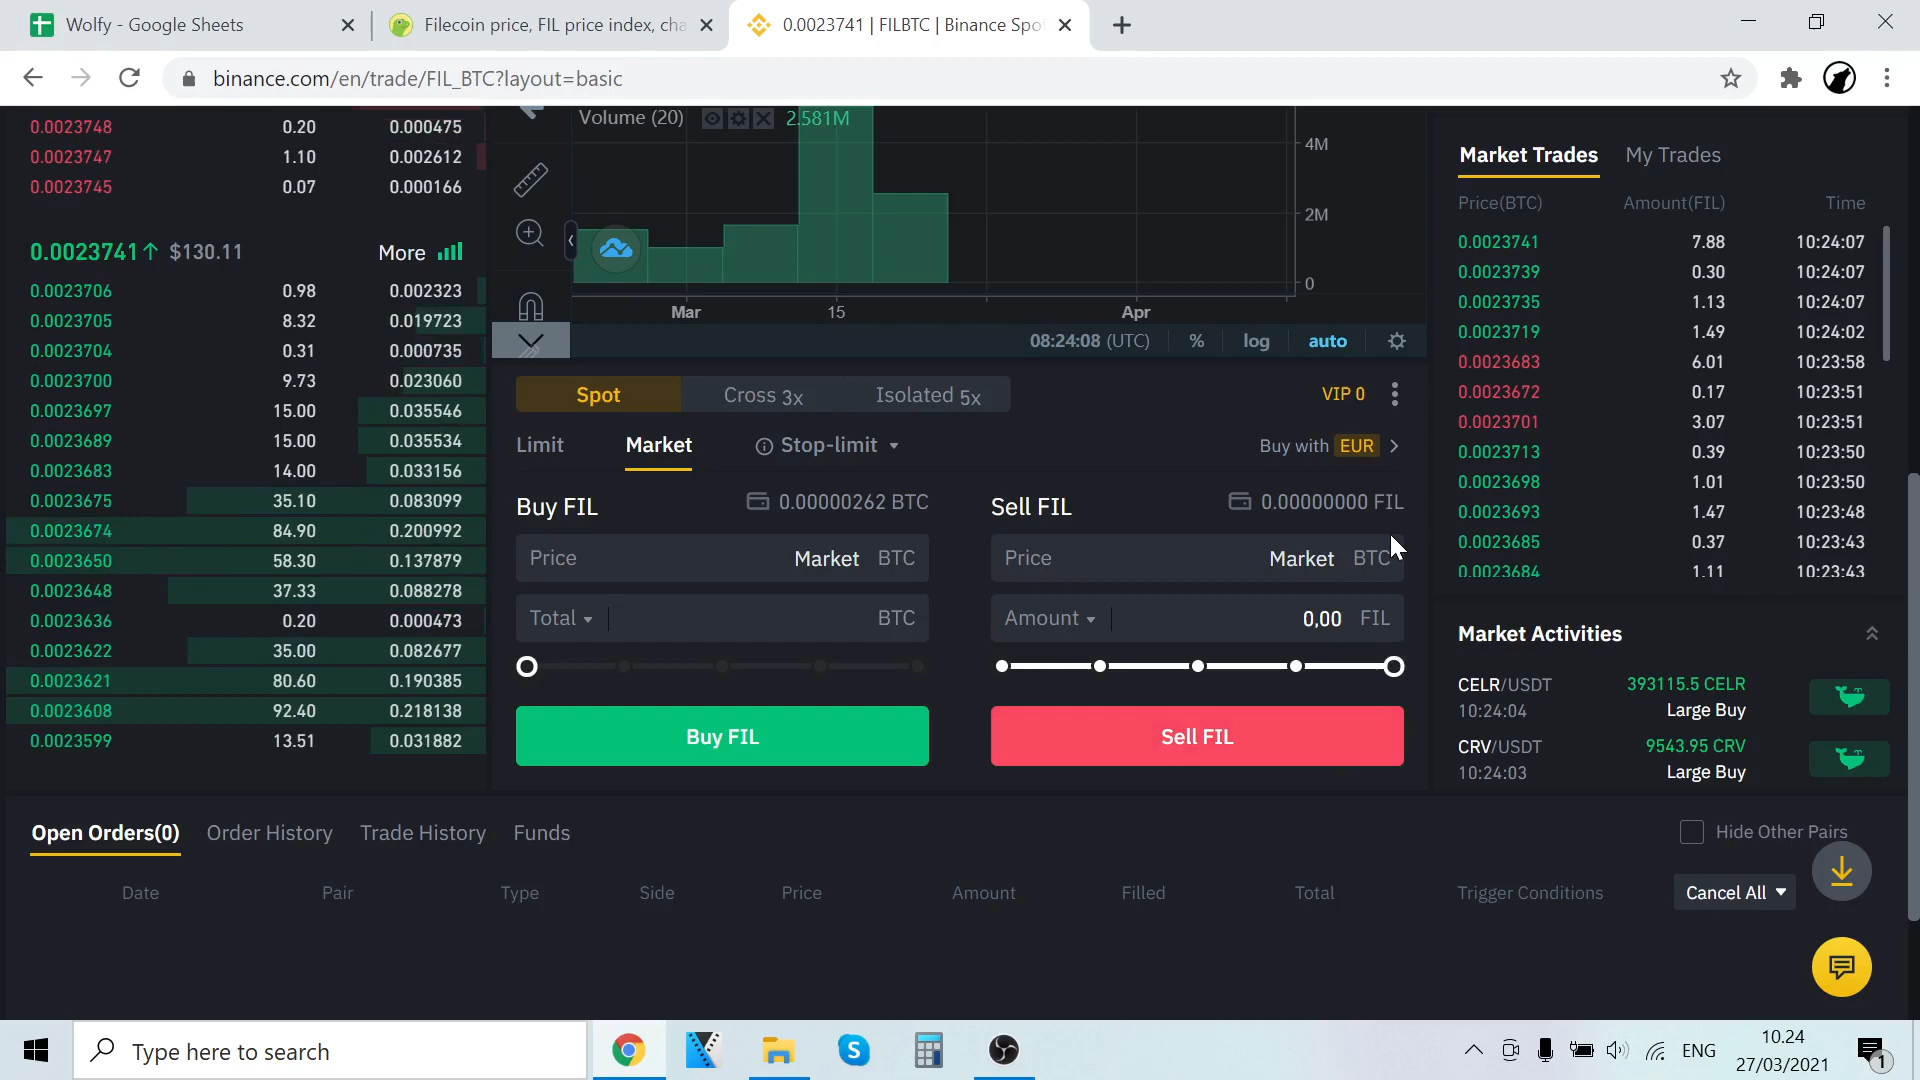 Wolfy - Google Sheets
Filecoin price, FIL price index, cha
0.0023741 | FILBTC | Binance Spo
binance.com/en/trade/FIL_BTC?layout=basic
0.0023748 0.20 0.000475
0.0023747 1.10 0.002612
0.0023745 0.07 0.000166
0.0023741↑ $130.11 More
0.0023706 0.98 0.002323
0.0023705 8.32 0.019723
0.0023704 0.31 0.000735
0.0023700 9.73 0.023060
0.0023697 15.00 0.035546
0.0023689 15.00 0.035534
0.0023683 14.00 0.033156
0.0023675 35.10 0.083099
0.0023674 84.90 0.200992
0.0023650 58.30 0.137879
0.0023648 37.33 0.088278
0.0023636 0.20 0.000473
0.0023622 35.00 0.082677
0.0023621 80.60 0.190385
0.0023608 92.40 0.218138
0.0023599 13.51 0.031882
Volume (20) 2.581M
4M
2M
0
Mar 15 Apr
08:24:08 (UTC) % log auto
Spot Cross 3x Isolated 5x VIP 0
Limit Market Stop-limit Buy with EUR
Buy FIL 0.00000262 BTC
Price Market BTC
Total BTC
Buy FIL
Sell FIL 0.00000000 FIL
Price Market BTC
Amount 0,00 FIL
Sell FIL
Market Trades My Trades
Price(BTC) Amount(FIL) Time
0.0023741 7.88 10:24:07
0.0023739 0.30 10:24:07
0.0023735 1.13 10:24:07
0.0023719 1.49 10:24:02
0.0023683 6.01 10:23:58
0.0023672 0.17 10:23:51
0.0023701 3.07 10:23:51
0.0023713 0.39 10:23:50
0.0023698 1.01 10:23:50
0.0023693 1.47 10:23:48
0.0023685 0.37 10:23:43
0.0023684 1.11 10:23:43
Market Activities
CELR/USDT 393115.5 CELR
10:24:04 Large Buy
CRV/USDT 9543.95 CRV
10:24:03 Large Buy
Open Orders(0) Order History Trade History Funds Hide Other Pairs
Date Pair Type Side Price Amount Filled Total Trigger Conditions Cancel All
Type here to search
ENG
10.24
27/03/2021
1